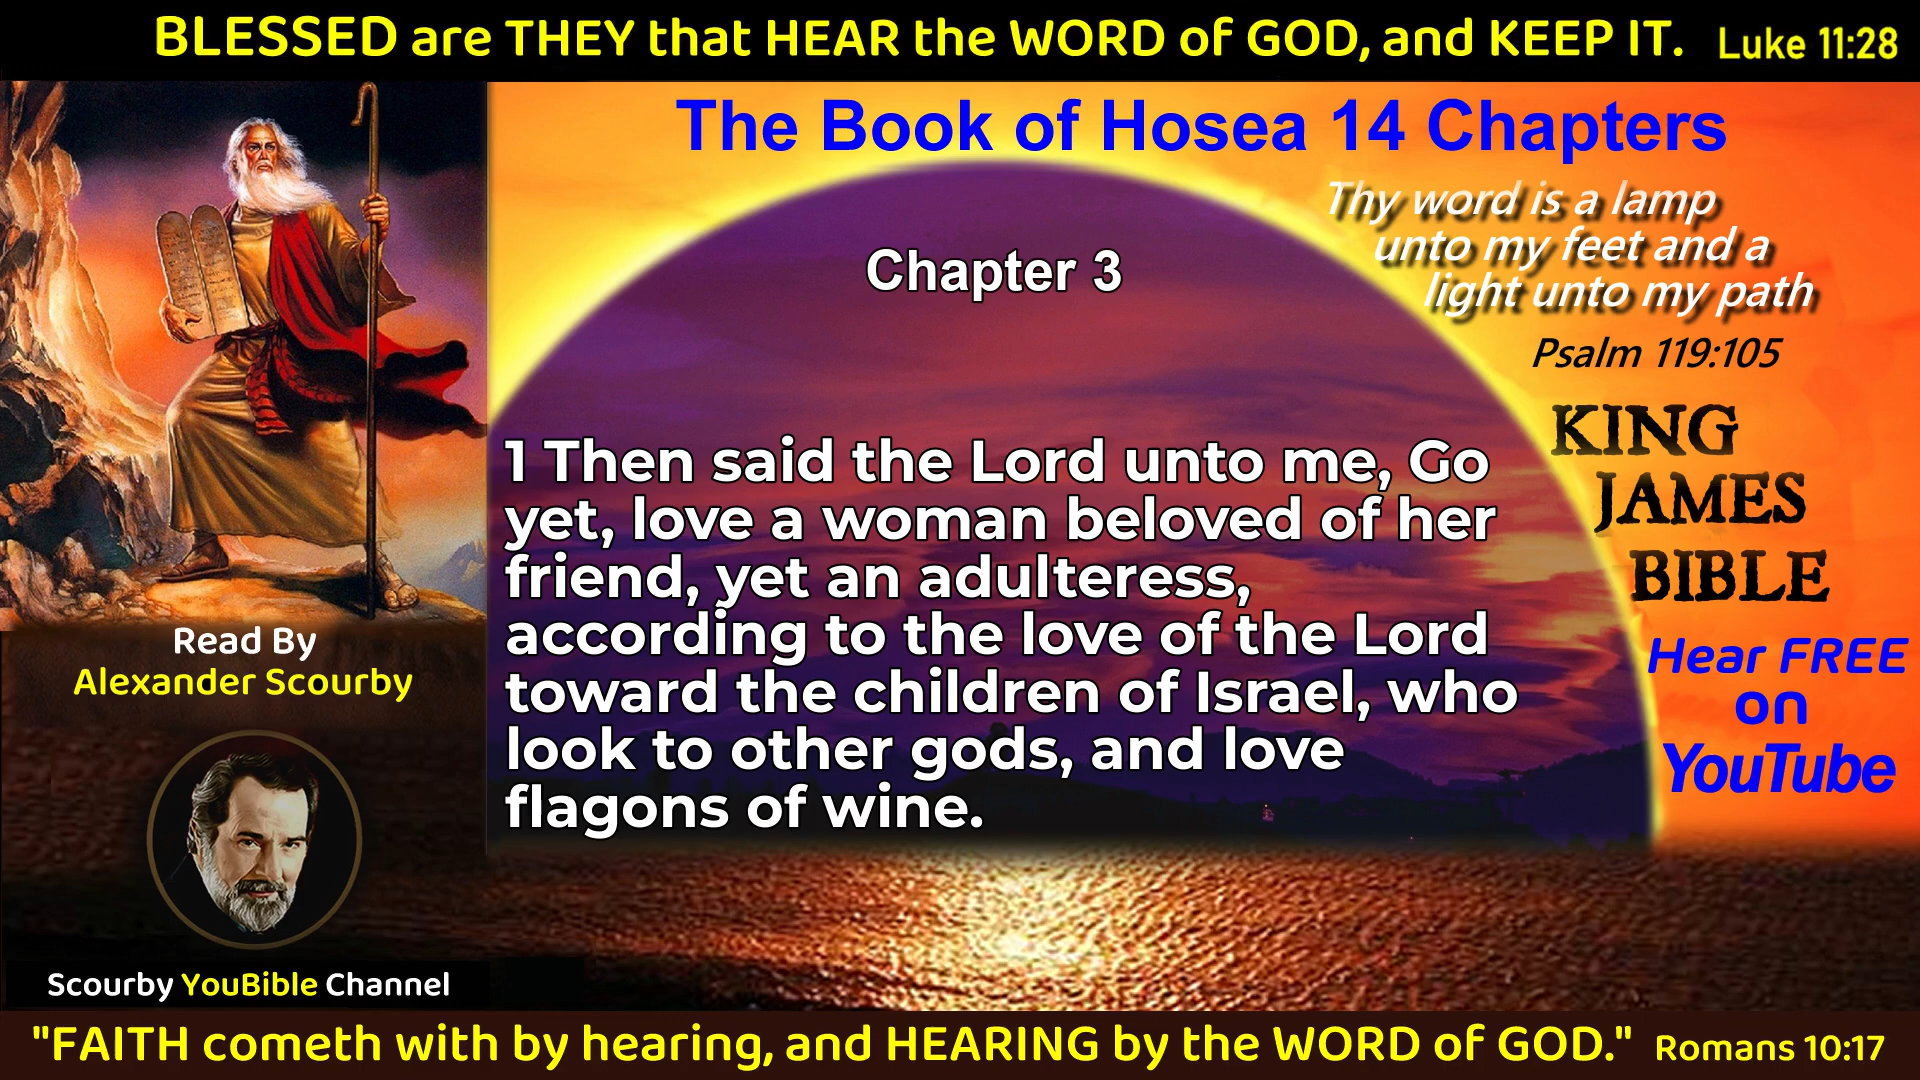 BLESSED are THEY that HEAR the WORD of GOD, and KEEP IT. Luke 11:28
The Book of Hosea 14 Chapters
Thy word is a lamp
unto my feet and a
light unto my path
Psalm 119:105
Chapter 3
KING
JAMES
BIBLE
1 Then said the Lord unto me, Go
yet, love a woman beloved of her
friend, yet an adulteress,
according to the love of the Lord
toward the children of Israel, who
look to other gods, and love
flagons of wine.
Hear FREE
on
YouTube
Read By
Alexander Scourby
Scourby YouBible Channel
"FAITH cometh with by hearing, and HEARING by the WORD of GOD." Romans 10:17